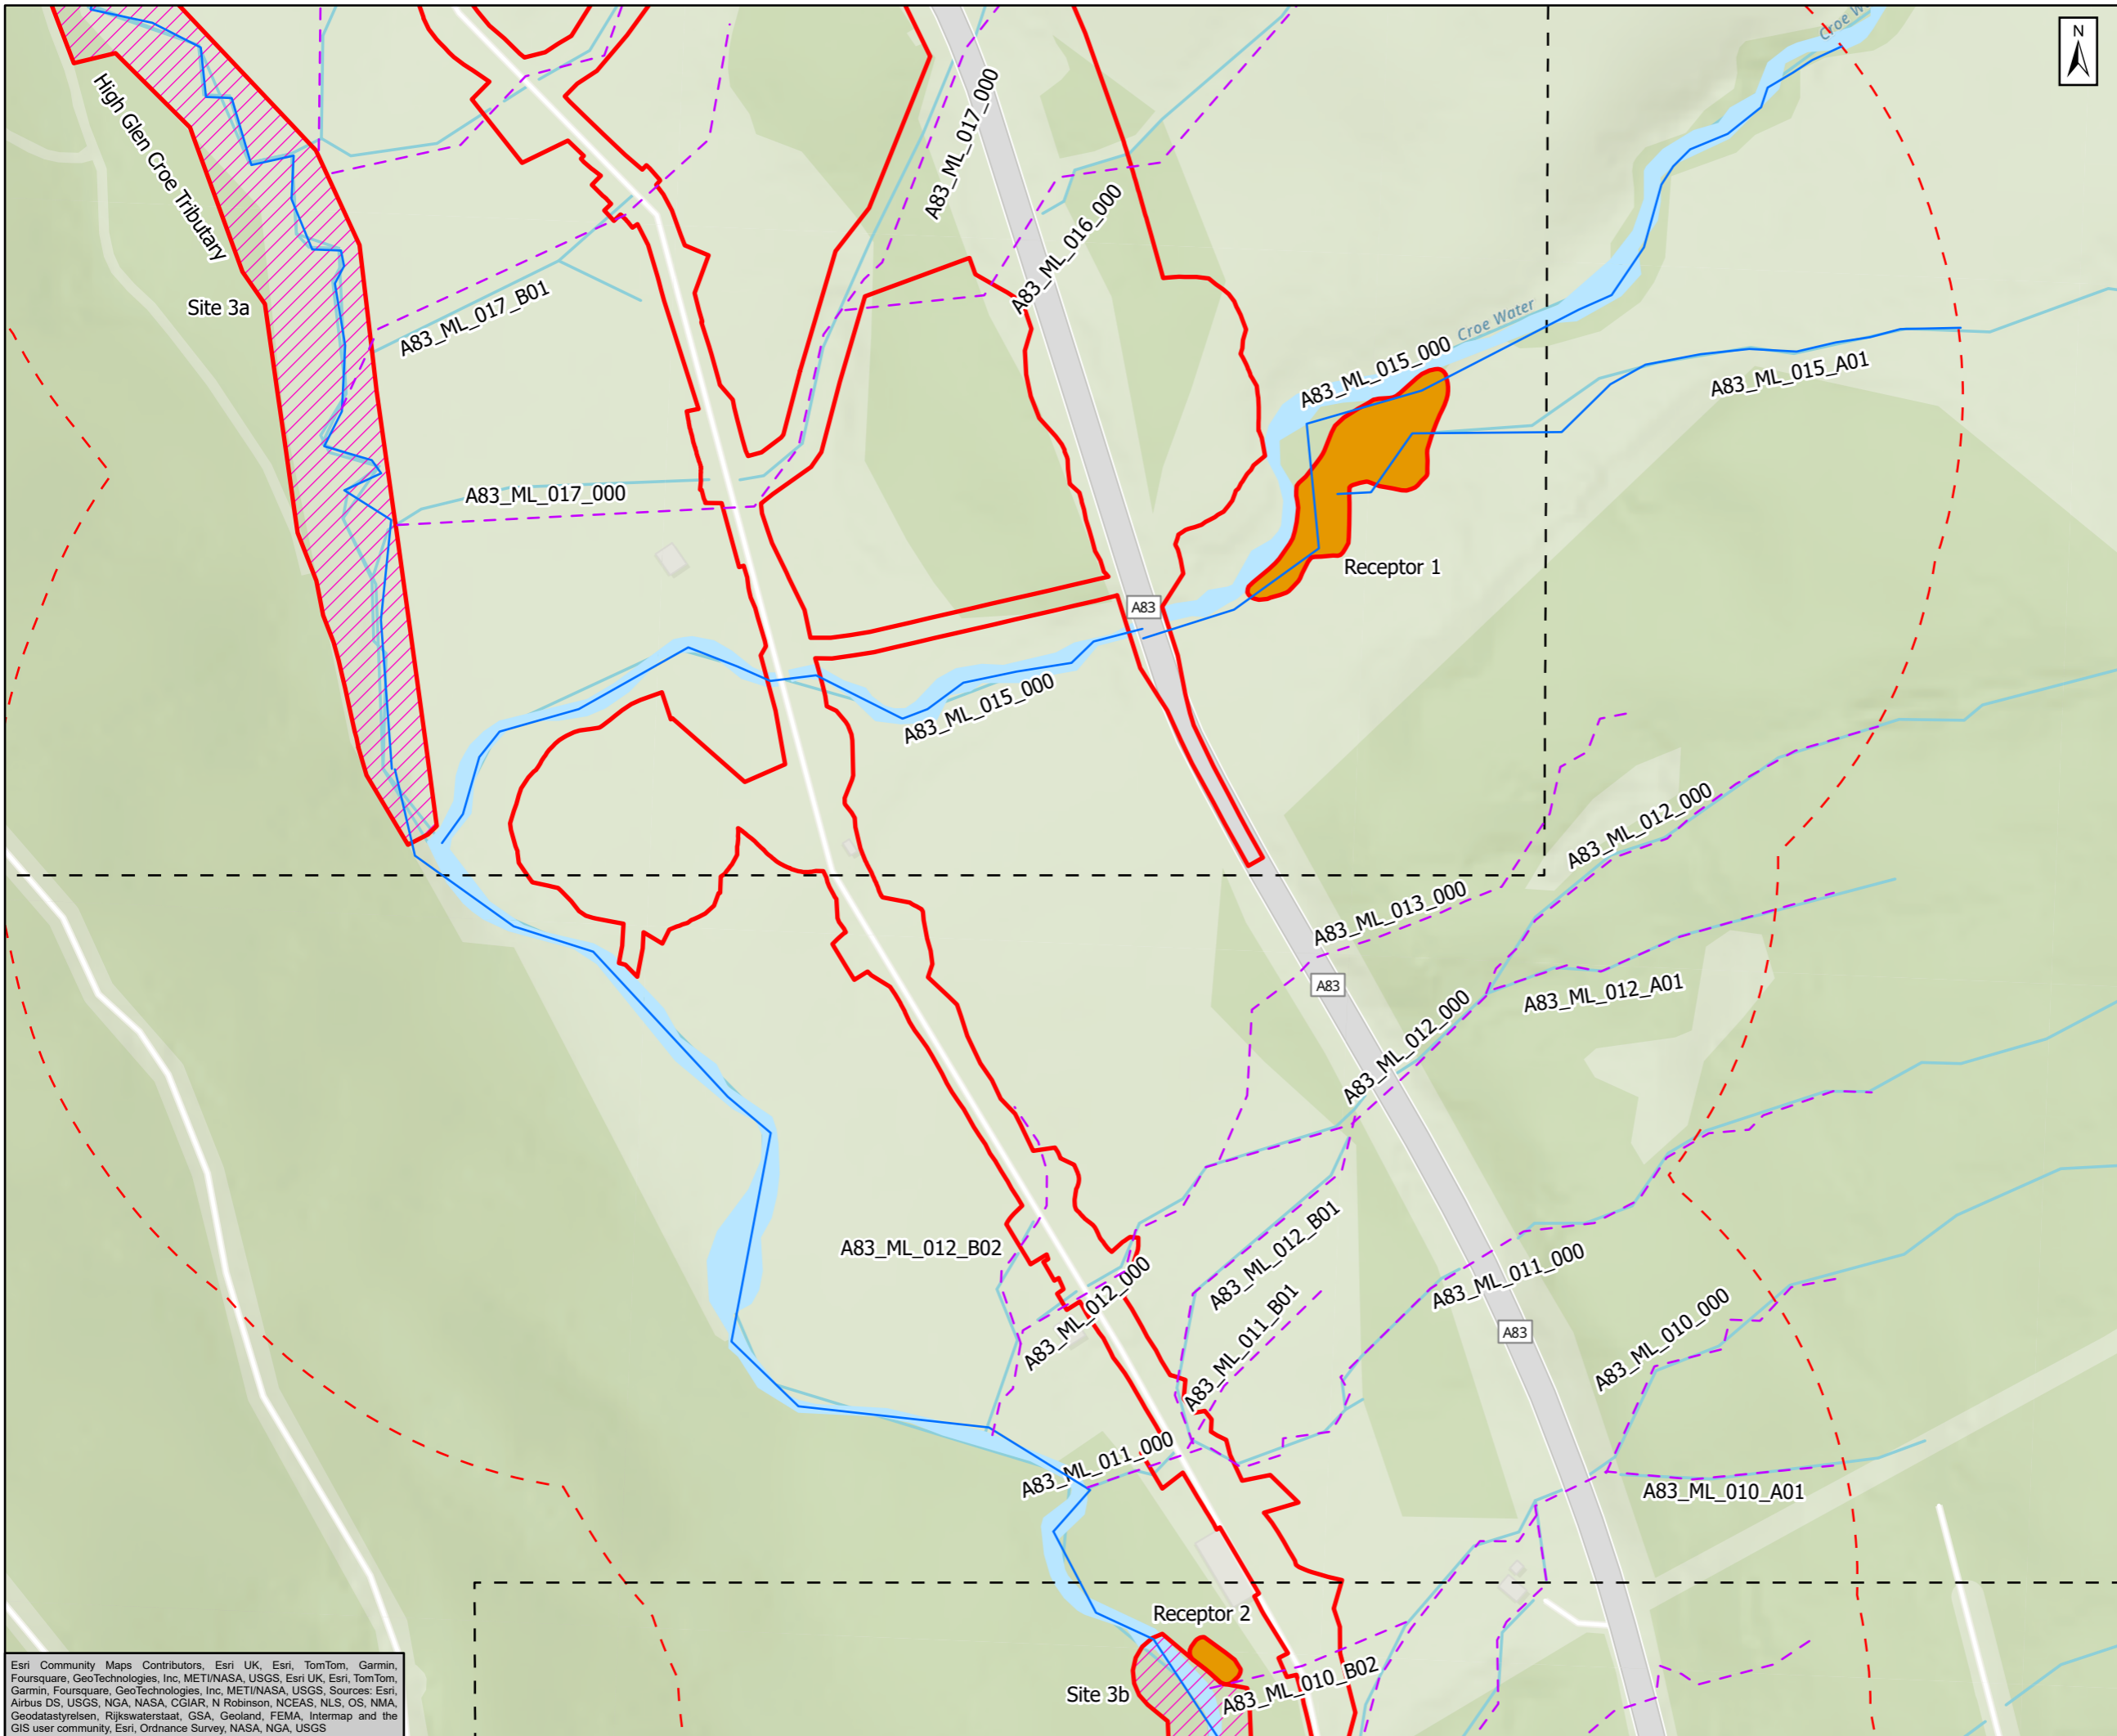 Croe W
N
High Glen Croe Tributary
A83_ML_017_000
A83_ML_016_000
Site 3a
A83_ML_017_B01
Croe Water
A83_ML_015_000
A83_ML_015_A01
A83_ML_017_000
Receptor 1
A83
A83_ML_015_000
A83_ML_012_000
A83_ML_013_000
A83
A83_ML_012_A01
A83_ML_012_000
A83_ML_012_B02
A83_ML_012_B01
A83_ML_012_000
A83_ML_011_B01
A83_ML_011_000
A83
A83_ML_010_000
A83_ML_011_000
A83_ML_010_A01
Receptor 2
Site 3b
A83_ML_010_B02
Esri Community Maps Contributors, Esri UK, Esri, TomTom, Garmin,
Foursquare, GeoTechnologies, Inc, METI/NASA, USGS, Esri UK, Esri, TomTom,
Garmin, Foursquare, GeoTechnologies, Inc, METI/NASA, USGS, Sources: Esri,
Airbus DS, USGS, NGA, NASA, CGIAR, N Robinson, NCEAS, NLS, OS, NMA,
Geodatastyrelsen, Rijkswaterstaat, GSA, Geoland, FEMA, Intermap and the
GIS user community, Esri, Ordnance Survey, NASA, NGA, USGS